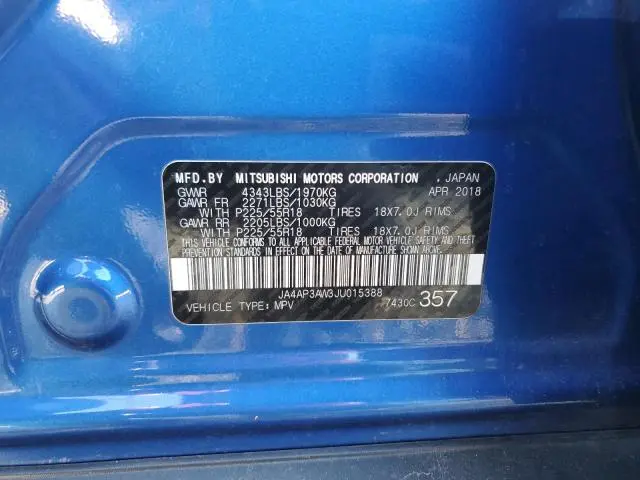 MFD.BY MITSUBISHI MOTORS CORPORATION , JAPAN
GVWR 4343LBS/1970KG APR 2018
GAWR FR 2271LBS/1030KG
WITH P225/55R18 TIRES 18X7.0J RIMS
GAWR RR 2205LBS/1000KG
WITH P225/55R18 TIRES 18X7.0J RIMS
THIS VEHICLE CONFORMS TO ALL APPLICABLE FEDERAL MOTOR VEHICLE SAFETY AND THEFT
PREVENTION STANDARDS IN EFFECT ON THE DATE OF MANUFACTURE SHOWN ABOVE.
JA4AP3AW3JU015388
VEHICLE TYPE: MPV 7430C 357